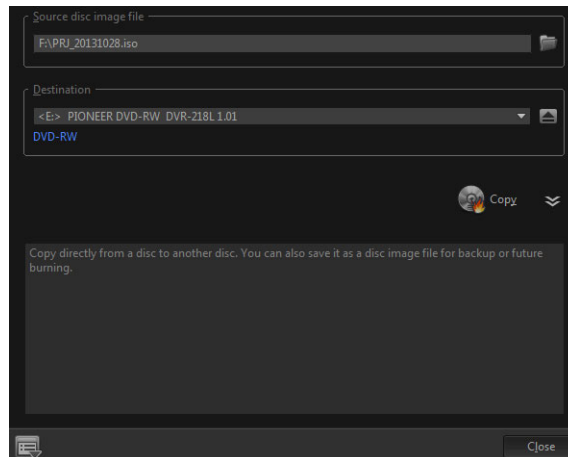 Source disc image file
F:\PRJ_20131028.iso
Destination
<E:> PIONEER DVD-RW DVR-218L 1.01
DVD-RW
Copy
Copy directly from a disc to another disc. You can also save it as a disc image file for backup or future
burning.
Close